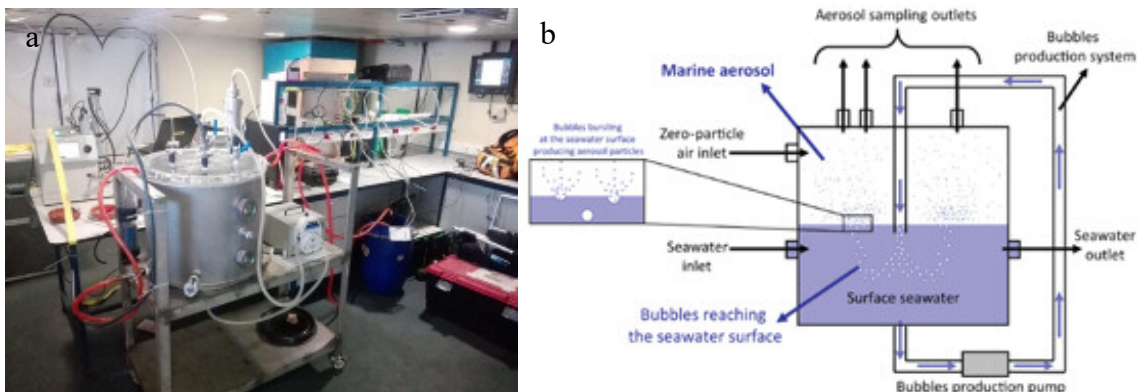 a
b
Aerosol sampling outlets
Bubbles
production system
Marine aerosol
Bubbles bursting
at the seawater surface
producing aerosol particles
Zero-particle
air inlet
Seawater
inlet
Seawater
outlet
Surface seawater
Bubbles reaching
the seawater surface
Bubbles production pump